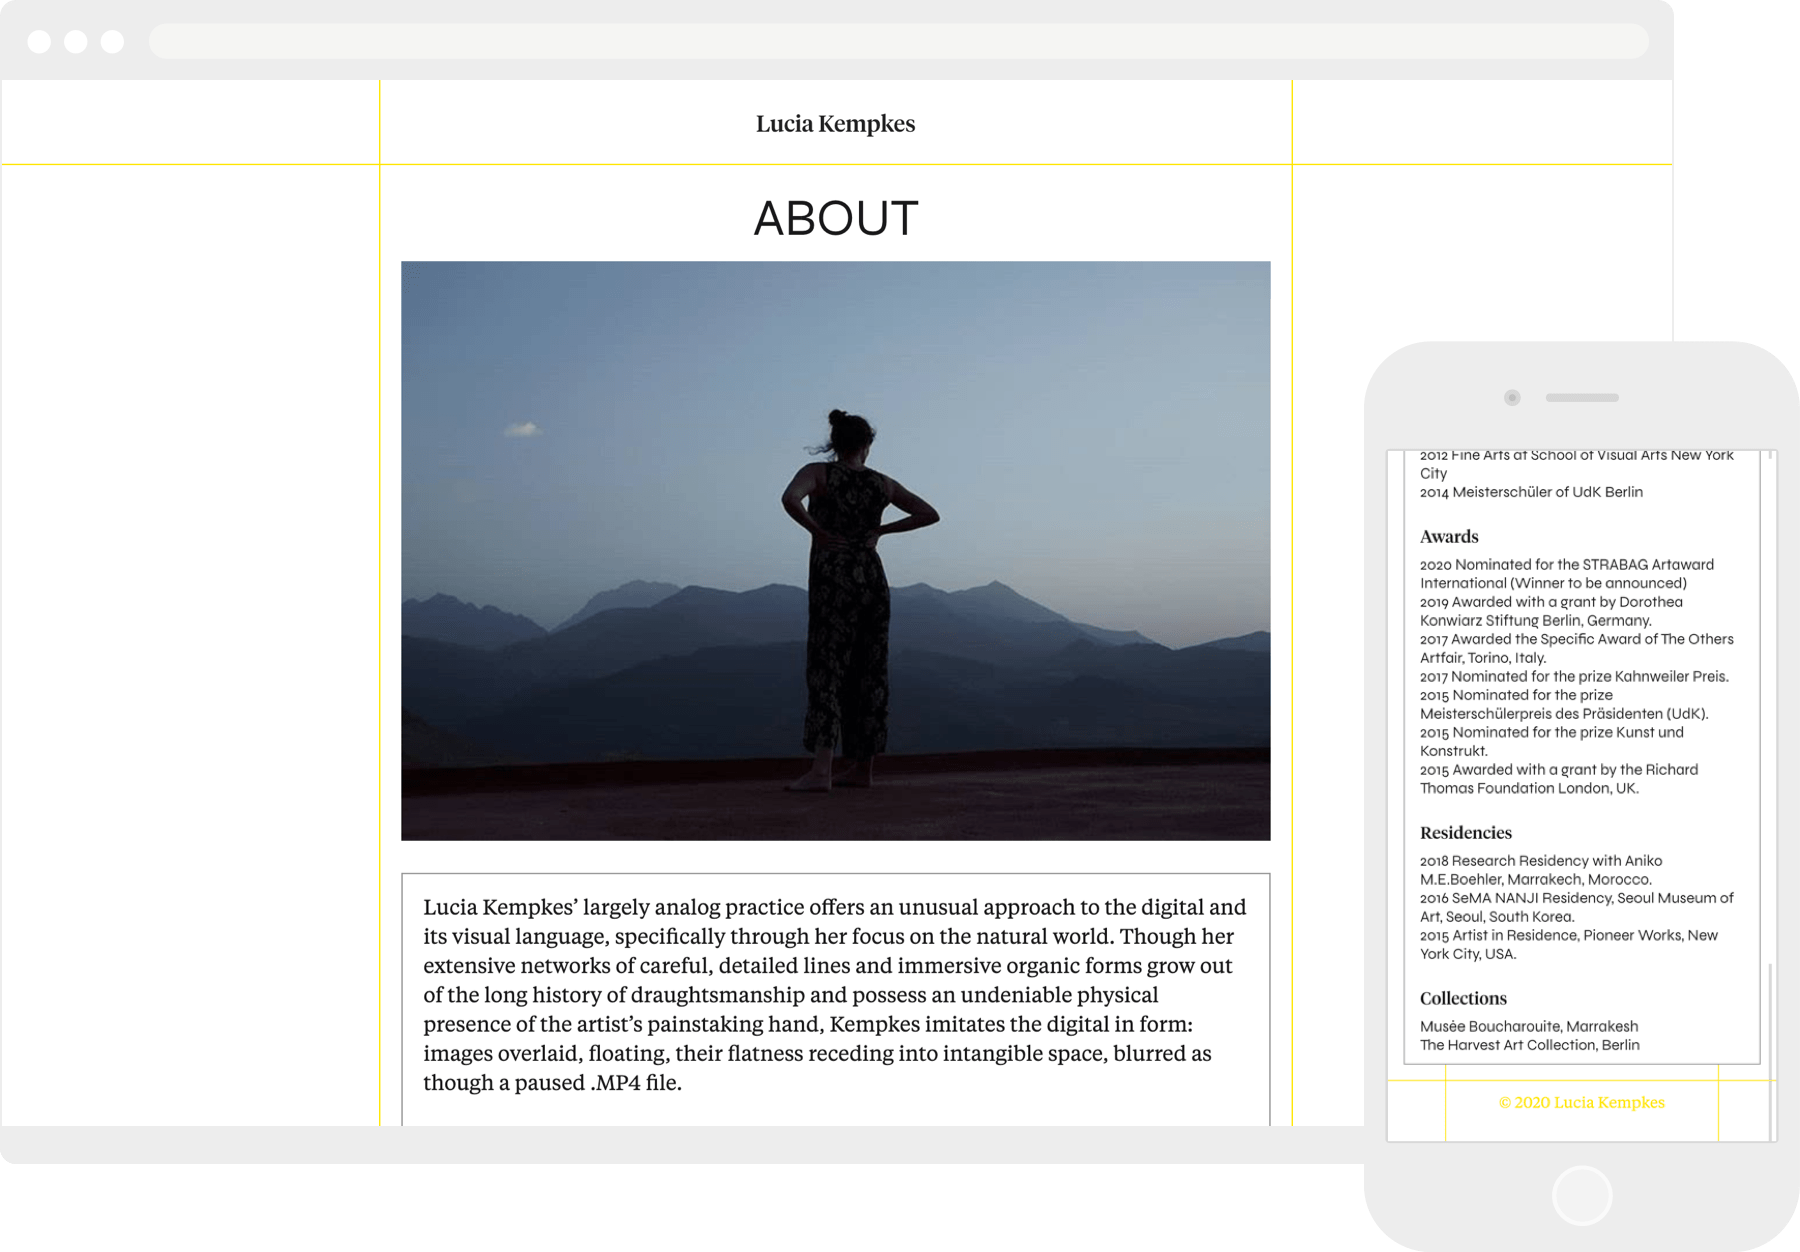 Lucia Kempkes
ABOUT
Lucia Kempkes’ largely analog practice offers an unusual approach to the digital and
its visual language, specifically through her focus on the natural world. Though her
extensive networks of careful, detailed lines and immersive organic forms grow out
of the long history of draughtsmanship and possess an undeniable physical
presence of the artist’s painstaking hand, Kempkes imitates the digital in form:
images overlaid, floating, their flatness receding into intangible space, blurred as
though a paused .MP4 file.
2012 Fine Arts at School of Visual Arts New York
City
2014 Meisterschüler of UdK Berlin
Awards
2020 Nominated for the STRABAG Artaward
International (Winner to be announced)
2019 Awarded with a grant by Dorothea
Konwiarz Stiftung Berlin, Germany.
2017 Awarded the Specific Award of The Others
Artfair, Torino, Italy.
2017 Nominated for the prize Kahnweiler Preis.
2015 Nominated for the prize
Meisterschülerpreis des Präsidenten (UdK).
2015 Nominated for the prize Kunst und
Konstrukt.
2015 Awarded with a grant by the Richard
Thomas Foundation London, UK.
Residencies
2018 Research Residency with Aniko
M.E.Boehler, Marrakech, Morocco.
2016 SeMA NANJI Residency, Seoul Museum of
Art, Seoul, South Korea.
2015 Artist in Residence, Pioneer Works, New
York City, USA.
Collections
Musée Boucharouite, Marrakesh
The Harvest Art Collection, Berlin
© 2020 Lucia Kempkes